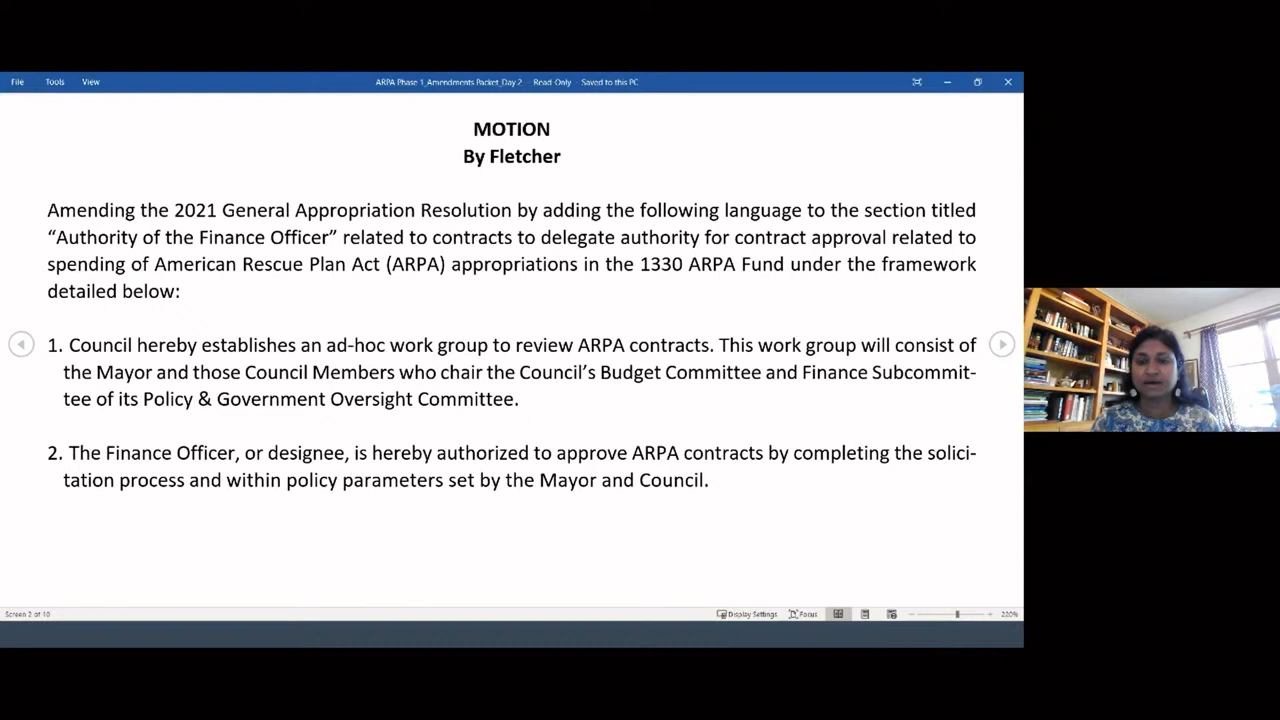 File Tools View ARPA Phase 1_Amendments Packet_Day 2 - Read-Only - Saved to this PC
MOTION
By Fletcher
Amending the 2021 General Appropriation Resolution by adding the following language to the section titled
“Authority of the Finance Officer” related to contracts to delegate authority for contract approval related to
spending of American Rescue Plan Act (ARPA) appropriations in the 1330 ARPA Fund under the framework
detailed below:
1. Council hereby establishes an ad-hoc work group to review ARPA contracts. This work group will consist of
the Mayor and those Council Members who chair the Council’s Budget Committee and Finance Subcommit-
tee of its Policy & Government Oversight Committee.
2. The Finance Officer, or designee, is hereby authorized to approve ARPA contracts by completing the solici-
tation process and within policy parameters set by the Mayor and Council.
Screen 2 of 10 Display Settings Focus 220%